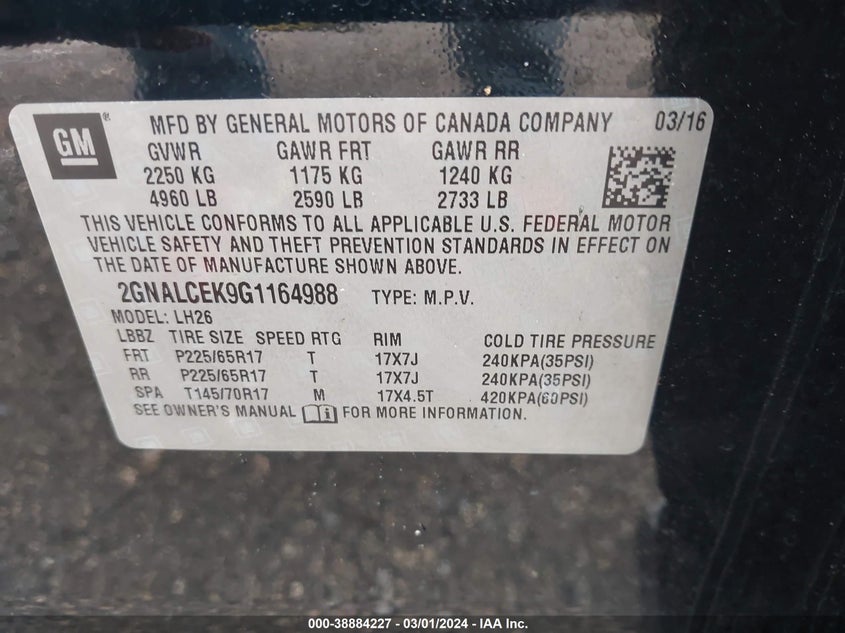 GM ® MFD BY GENERAL MOTORS OF CANADA COMPANY 03/16
GVWR GAWR FRT GAWR RR
2250 KG 1175 KG 1240 KG
4960 LB 2590 LB 2733 LB
THIS VEHICLE CONFORMS TO ALL APPLICABLE U.S. FEDERAL MOTOR
VEHICLE SAFETY AND THEFT PREVENTION STANDARDS IN EFFECT ON
THE DATE OF MANUFACTURE SHOWN ABOVE.
2GNALCEK9G1164988 TYPE: M.P.V.
MODEL: LH26
LBBZ TIRE SIZE SPEED RTG RIM COLD TIRE PRESSURE
FRT P225/65R17 T 17X7J 240KPA(35PSI)
RR P225/65R17 T 17X7J 240KPA(35PSI)
SPA T145/70R17 M 17X4.5T 420KPA(60PSI)
SEE OWNER'S MANUAL FOR MORE INFORMATION.
000-38884227 - 03/01/2024 - IAA Inc.